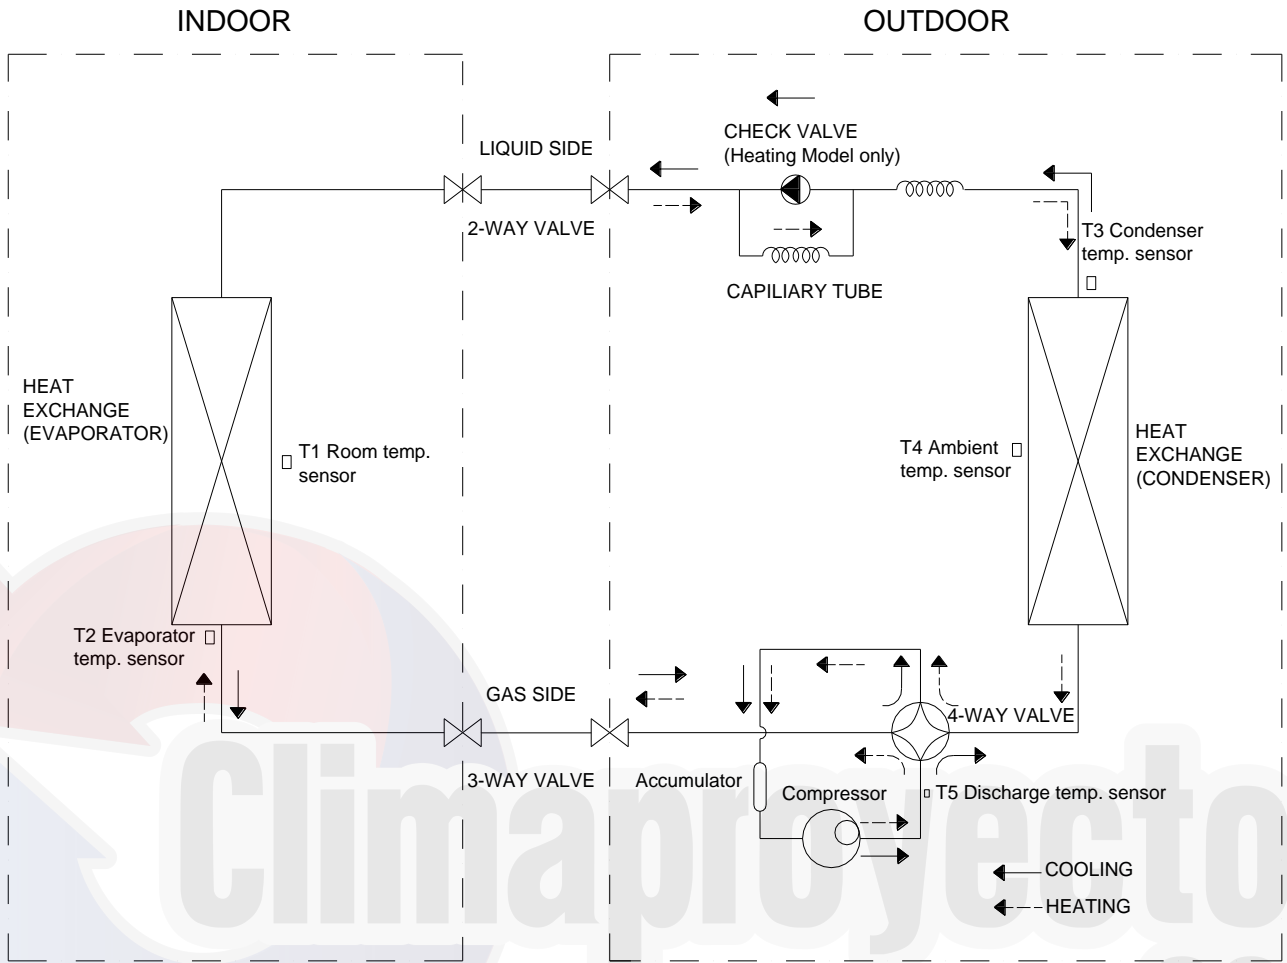 INDOOR
OUTDOOR
CHECK VALVE
(Heating Model only)
LIQUID SIDE
2-WAY VALVE
T3 Condenser
temp. sensor
CAPILIARY TUBE
HEAT
EXCHANGE
(EVAPORATOR)
T1 Room temp.
sensor
T4 Ambient
temp. sensor
HEAT
EXCHANGE
(CONDENSER)
T2 Evaporator
temp. sensor
GAS SIDE
4-WAY VALVE
3-WAY VALVE
Accumulator
Compressor
T5 Discharge temp. sensor
COOLING
HEATING
Climaproyecto